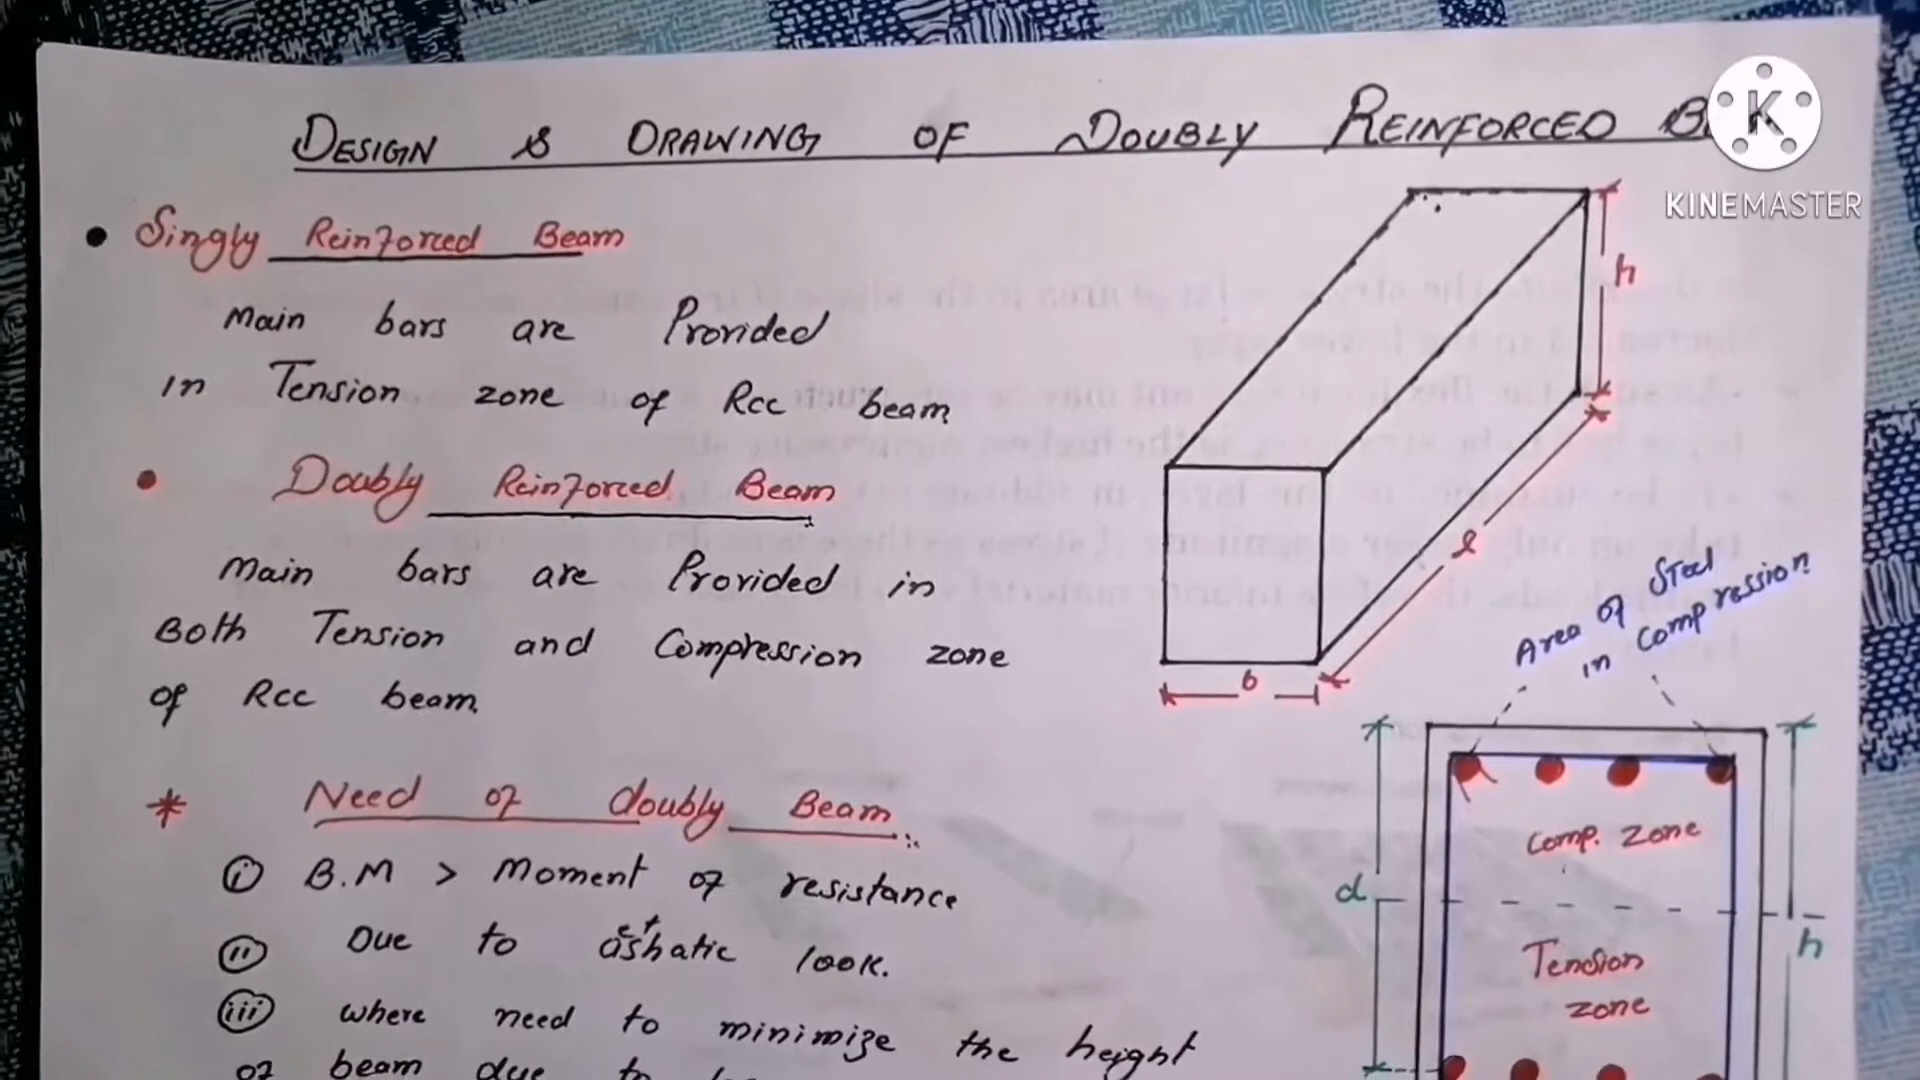 DESIGN & DRAWING OF DOUBLY REINFORCED
K
KINEMASTER
• Singly Reinforced Beam
Main bars are Provided
in Tension zone of Rcc beam
• Doubly Reinforced Beam
Main bars are Provided in
Both Tension and Compression zone
of Rcc beam.
* Need of doubly Beam :
(i) B.M > Moment of resistance
(ii) Due to look.
(iii) where need to minimize the height
of beam due to
h
l
b
Area of Steel
in Compression
Comp. Zone
d
h
Tension
zone